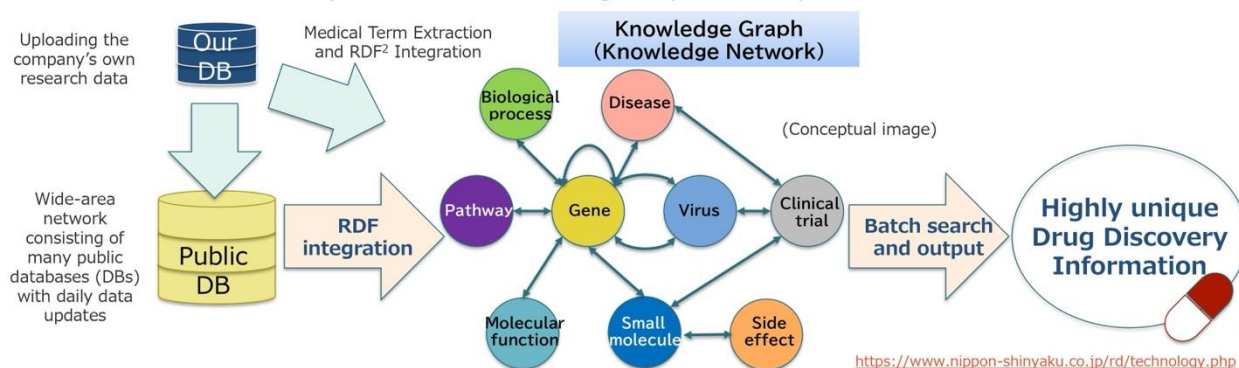 Uploading the
company's own
research data
Our
DB
Medical Term Extraction
and RDF² Integration
Knowledge Graph
(Knowledge Network)
Biological
process
Disease
(Conceptual image)
Wide-area
network
consisting of
many public
databases (DBs)
with daily data
updates
Public
DB
RDF
integration
Pathway
Gene
Virus
Clinical
trial
Molecular
function
Small
molecule
Side
effect
Batch search
and output
Highly unique
Drug Discovery
Information
https://www.nippon-shinyaku.co.jp/rd/technology.php